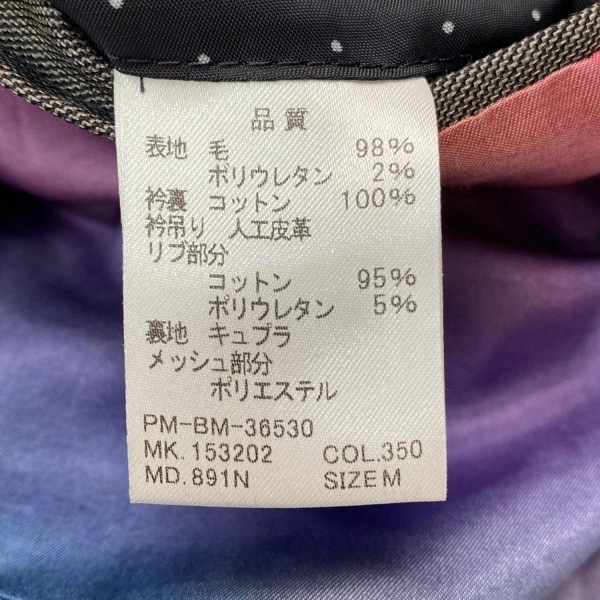 品質
表地 毛 98%
ポリウレタン 2%
衿裏 コットン 100%
衿吊り 人工皮革
リブ部分
コットン 95%
ポリウレタン 5%
裏地 キュプラ
メッシュ部分
ポリエステル
PM-BM-36530
MK.153202 COL.350
MD.891N SIZE M